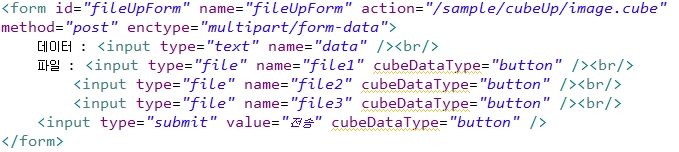 <form id="fileUpForm" name="fileUpForm" action="/sample/cubeUp/image.cube"
method="post" enctype="multipart/form-data">
데이터 : <input type="text" name="data" /><br/>
파일 : <input type="file" name="file1" cubeDataType="button" /><br/>
<input type="file" name="file2" cubeDataType="button" /><br/>
<input type="file" name="file3" cubeDataType="button" /><br/>
<input type="submit" value="전송" cubeDataType="button" />
</form>